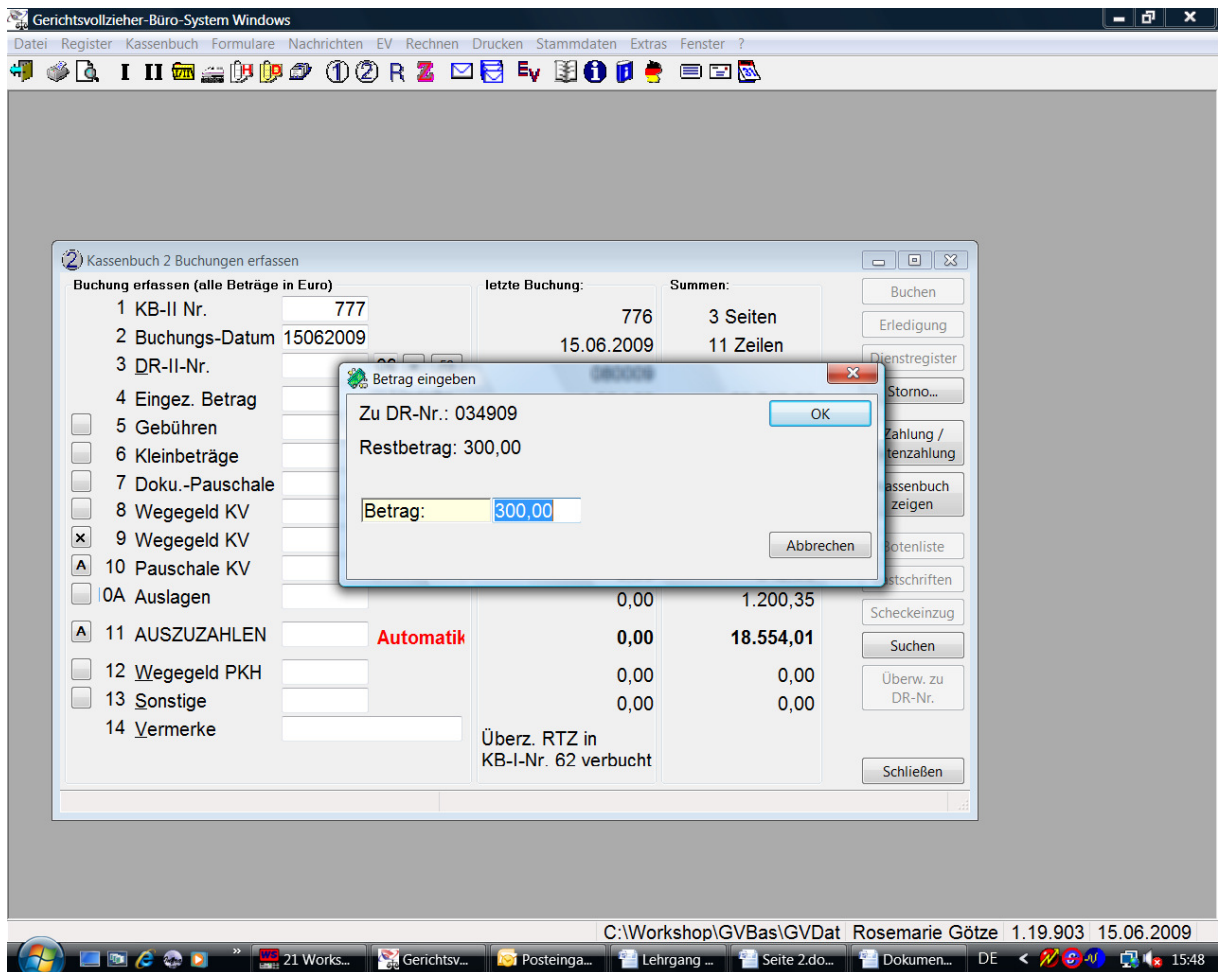 Gerichtsvollzieher-Büro-System Windows
Datei Register Kassenbuch Formulare Nachrichten EV Rechnen Drucken Stammdaten Extras Fenster ?
I II 1 2 R Z Ev
2 Kassenbuch 2 Buchungen erfassen
Buchung erfassen (alle Beträge in Euro) letzte Buchung: Summen: Buchen
1 KB-II Nr. 777 776 3 Seiten
Erledigung
2 Buchungs-Datum 15062009 15.06.2009 11 Zeilen
3 DR-II-Nr. 080009 Dienstregister
Betrag eingeben
4 Eingez. Betrag Storno...
Zu DR-Nr.: 034909 OK
5 Gebühren Zahlung /
Restbetrag: 300,00
6 Kleinbeträge
7 Doku.-Pauschale
zeigen
8 Wegegeld KV
Betrag: 300,00
X 9 Wegegeld KV
Abbrechen
A 10 Pauschale KV
0A Auslagen 0,00 1.200,35
Scheckeinzug
A 11 AUSZUZAHLEN Automatik 0,00 18.554,01
Suchen
12 Wegegeld PKH 0,00 0,00
Überw. zu
DR-Nr.
13 Sonstige 0,00 0,00
14 Vermerke
Überz. RTZ in
KB-I-Nr. 62 verbucht
Schließen
C:\Workshop\GVBas\GVDat Rosemarie Götze 1.19.903 15.06.2009
21 Works... Gerichtsv... Posteinga... Lehrgang ... Seite 2.do... Dokumen... DE < 15:48